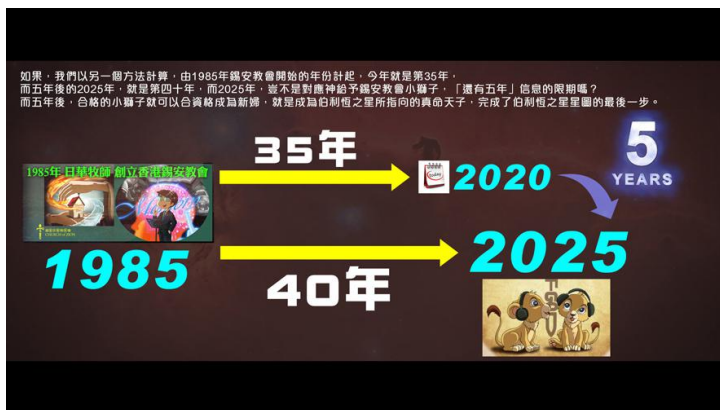 如果，我們以另一個方法計算，由1985年錫安教會開始的年份計起，今年就是第35年，
而五年後的2025年，就是第四十年，而2025年，豈不是對應神給予錫安教會小獅子，「還有五年」信息的限期嗎？
而五年後，合格的小獅子就可以合資格成為新婦，就是成為伯利恆之星所指向的真命天子，完成了伯利恆之星星圖的最後一步。
35年
5
YEARS
1985年 日華牧師 創立香港錫安教會
2020
1985
2025
40年